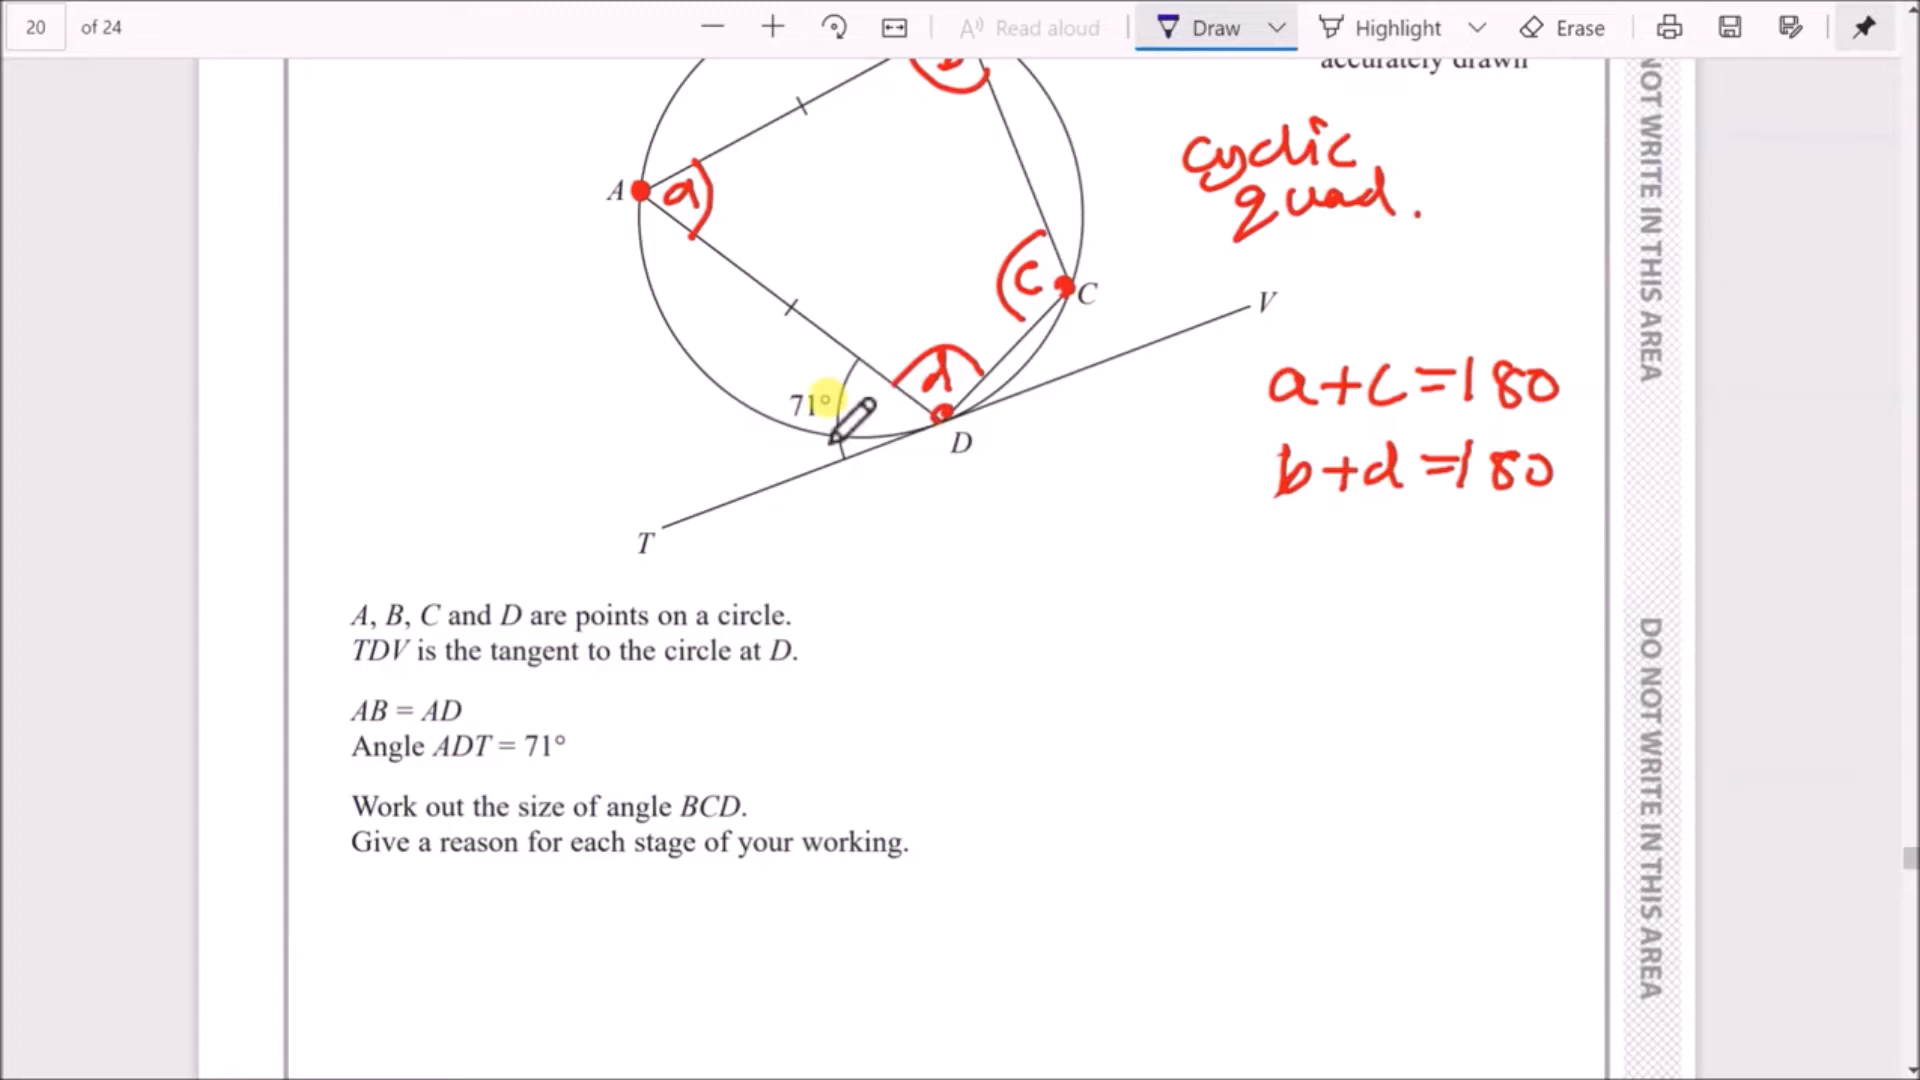 20 of 24 Read aloud Draw Highlight Erase
accurately drawn
cyclic
quad.
A
a
c
C
V
d
71°
D
T
a+c=180
b+d=180
A, B, C and D are points on a circle.
TDV is the tangent to the circle at D.
AB = AD
Angle ADT = 71°
Work out the size of angle BCD.
Give a reason for each stage of your working.
NOT WRITE IN THIS AREA
DO NOT WRITE IN THIS AREA